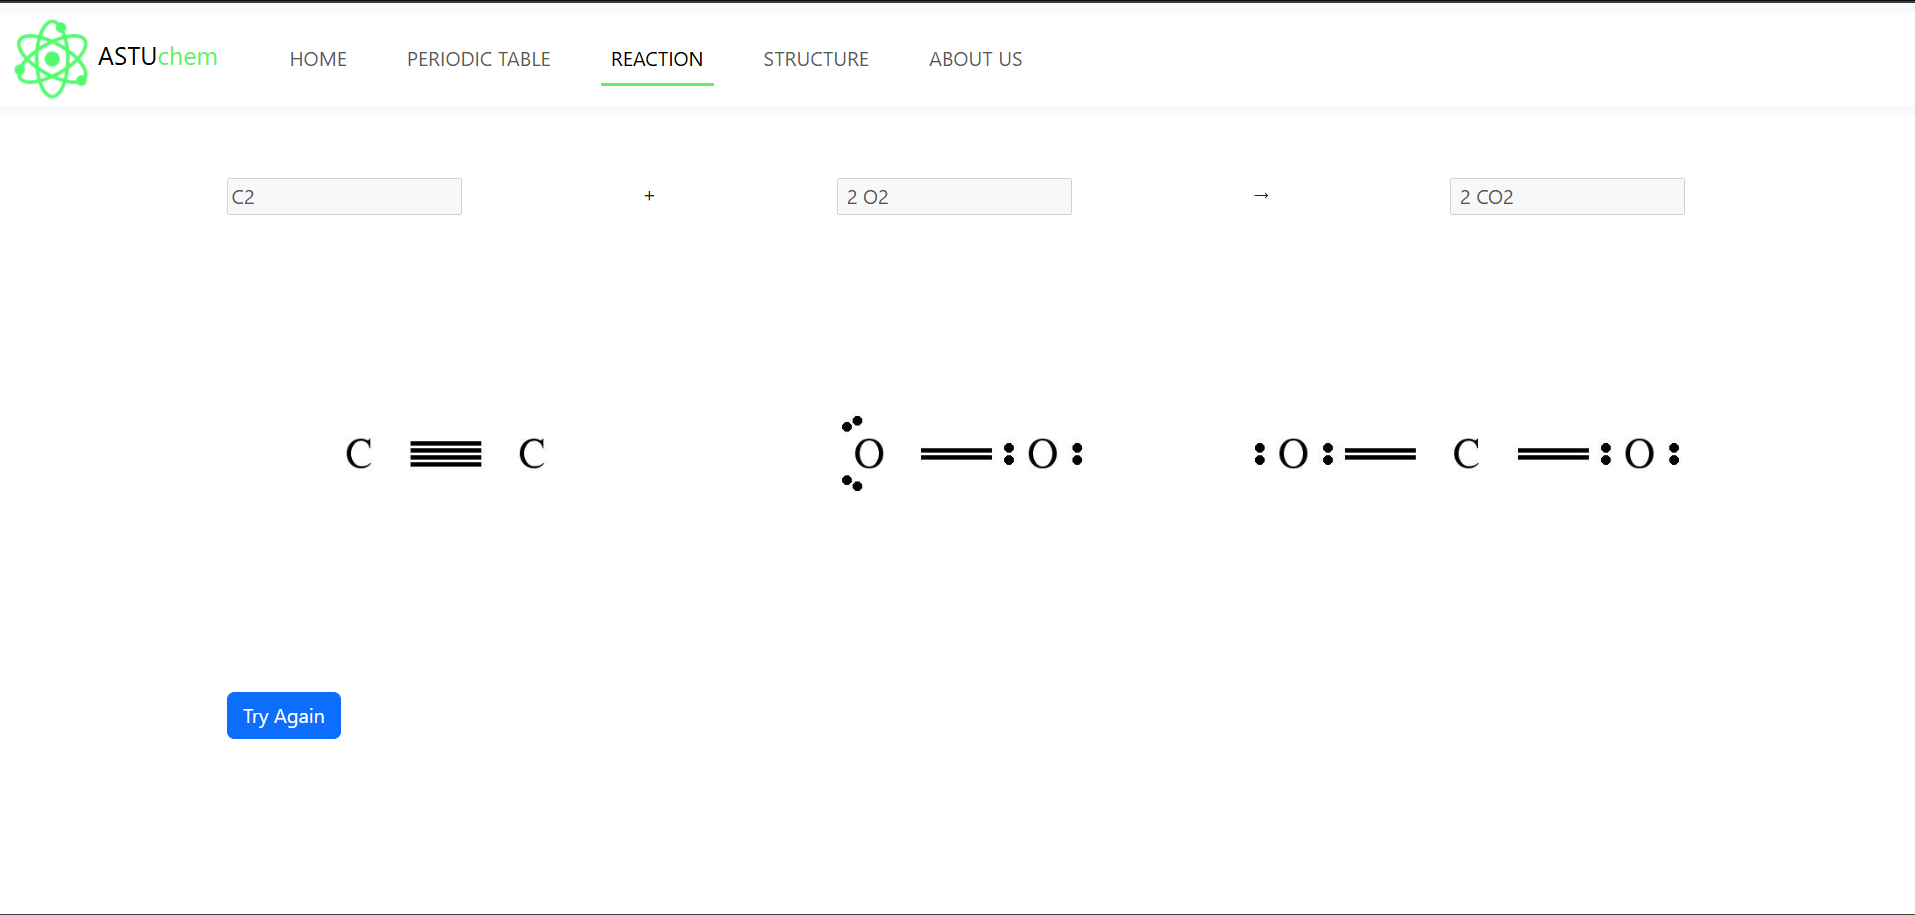 ASTUchem HOME PERIODIC TABLE REACTION STRUCTURE ABOUT US
C2 + 2 O2 → 2 CO2
C C O O O C O
Try Again